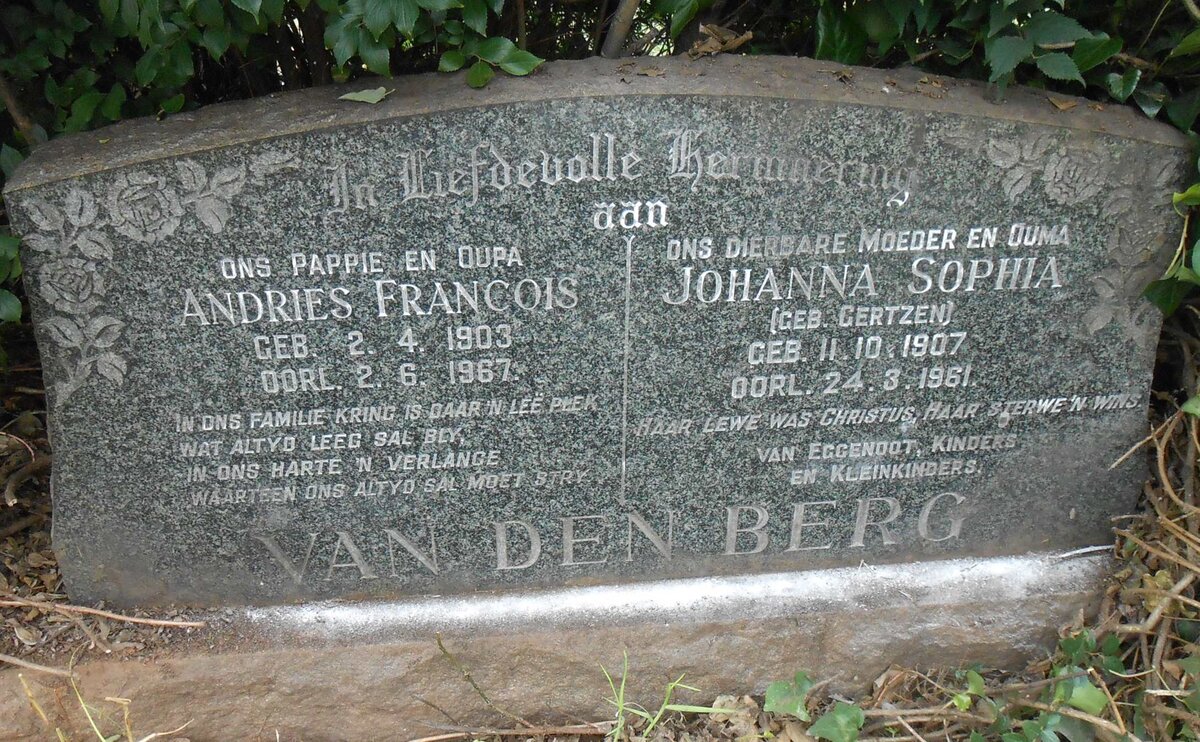 In Liefdevolle Herinnering
aan
ONS PAPPIE EN OUPA
ANDRIES FRANCOIS
GEB. 2. 4. 1903
OORL. 2. 6. 1967.
IN ONS FAMILIE KRING IS DAAR 'N LEË PLEK
WAT ALTYD LEEG SAL BLY,
IN ONS HARTE 'N VERLANGE
WAARTEEN ONS ALTYD SAL MOET STRY
ONS DIERBARE MOEDER EN OUMA
JOHANNA SOPHIA
(GEB. GERTZEN)
GEB. 11. 10. 1907
OORL. 24. 3. 1961.
HAAR LEWE WAS CHRISTUS, HAAR STERWE 'N WINS.
VAN EGGENOOT, KINDERS
EN KLEINKINDERS.
VAN DEN BERG